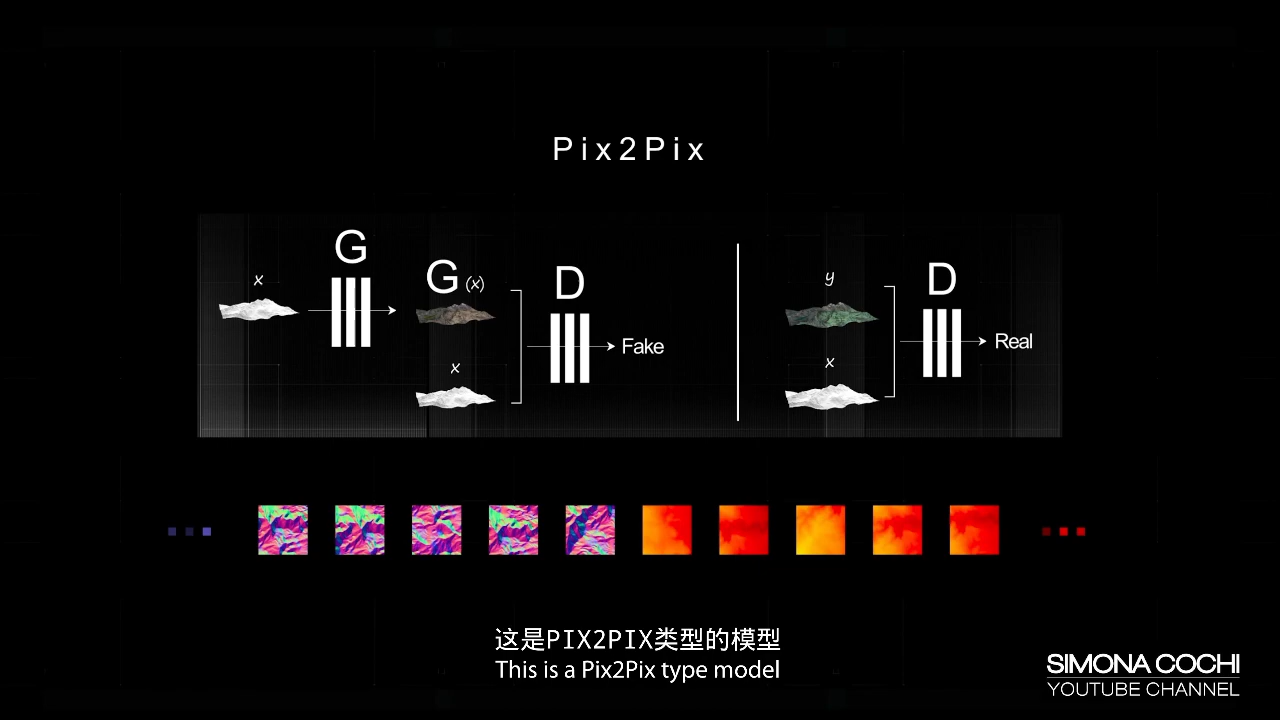 Pix2Pix
G
x
G (x)
D
Fake
x
y
D
Real
x
这是PIX2PIX类型的模型
This is a Pix2Pix type model
SIMONA COCHI
YOUTUBE CHANNEL